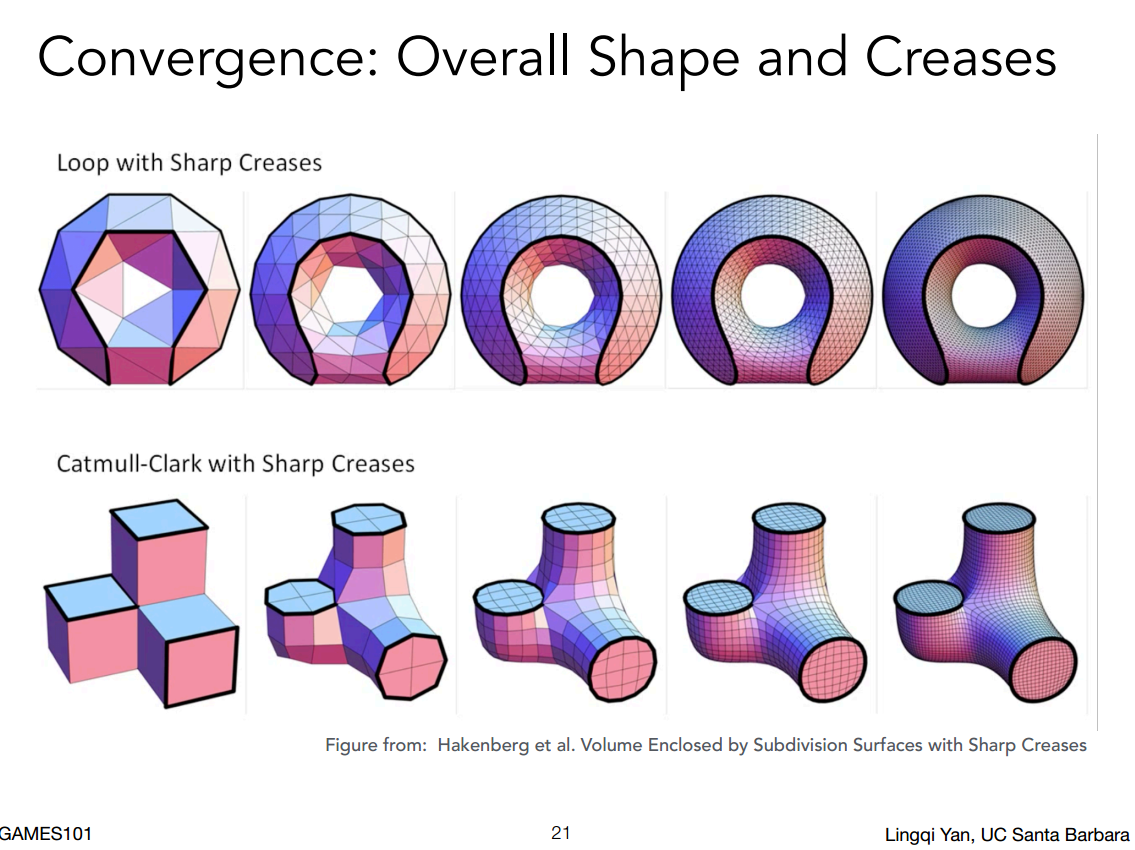 Convergence: Overall Shape and Creases
Loop with Sharp Creases
Catmull-Clark with Sharp Creases
Figure from: Hakenberg et al. Volume Enclosed by Subdivision Surfaces with Sharp Creases
GAMES101
21
Lingqi Yan, UC Santa Barbara